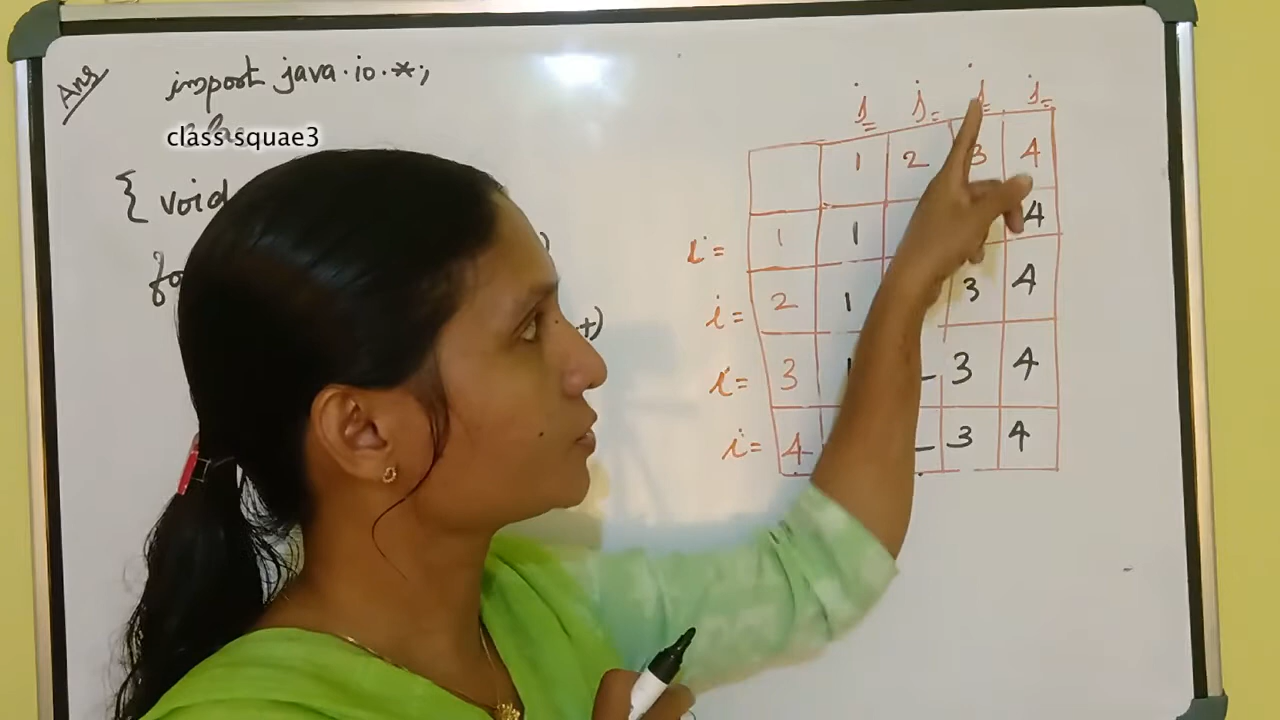 Ans
import java.io.*;
class squae3
{ void
fo
+)
j= j= j= j=
1 2 3 4
i= 1 1 4
i= 2 1 3 4
i= 3 1 3 4
i= 4 3 4